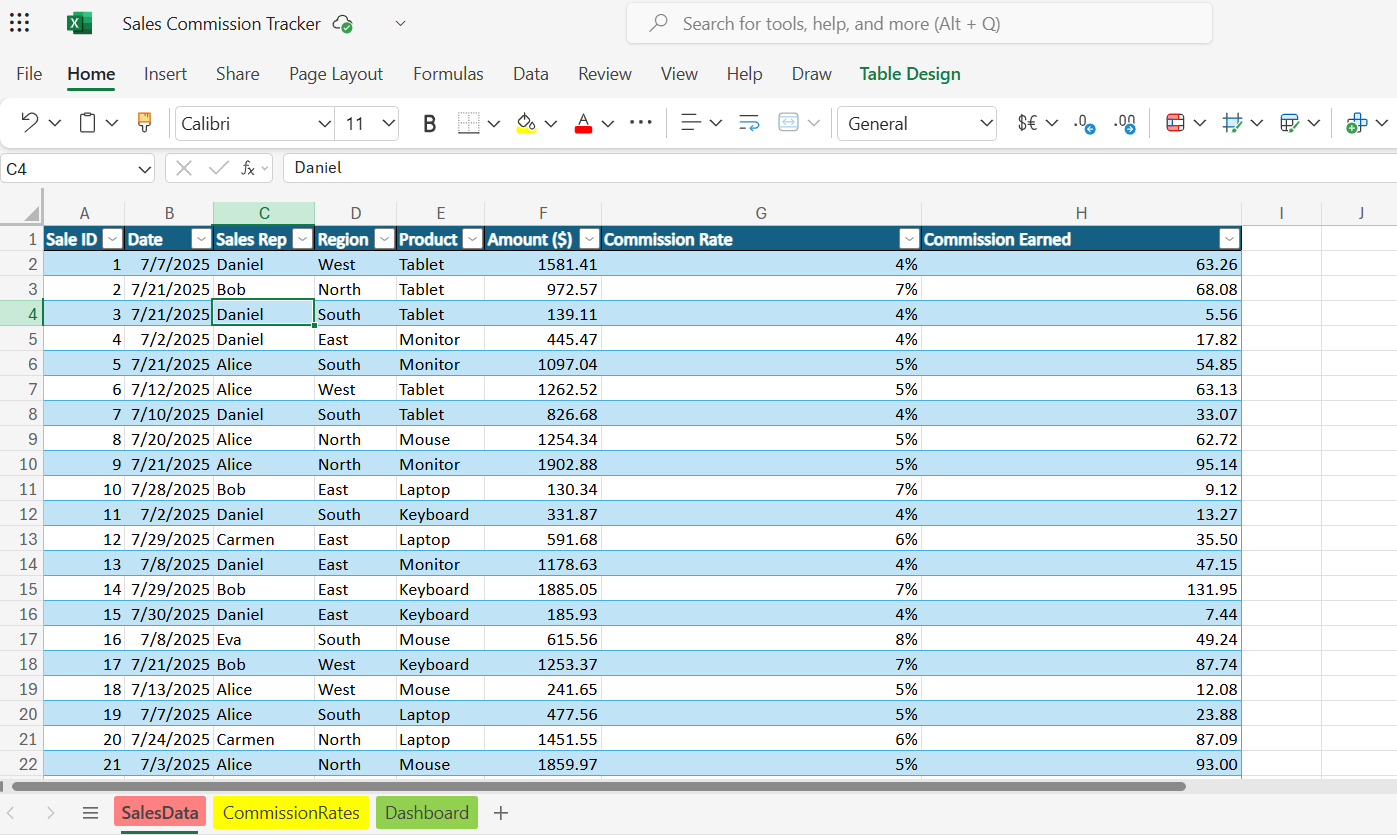 Sales Commission Tracker Search for tools, help, and more (Alt + Q)
File Home Insert Share Page Layout Formulas Data Review View Help Draw Table Design
Calibri 11 B A General $€ .0 .00
C4 fx Daniel
A B C D E F G H I J
1 Sale ID Date Sales Rep Region Product Amount ($) Commission Rate Commission Earned
2 1 7/7/2025 Daniel West Tablet 1581.41 4% 63.26
3 2 7/21/2025 Bob North Tablet 972.57 7% 68.08
4 3 7/21/2025 Daniel South Tablet 139.11 4% 5.56
5 4 7/2/2025 Daniel East Monitor 445.47 4% 17.82
6 5 7/21/2025 Alice South Monitor 1097.04 5% 54.85
7 6 7/12/2025 Alice West Tablet 1262.52 5% 63.13
8 7 7/10/2025 Daniel South Tablet 826.68 4% 33.07
9 8 7/20/2025 Alice North Mouse 1254.34 5% 62.72
10 9 7/21/2025 Alice North Monitor 1902.88 5% 95.14
11 10 7/28/2025 Bob East Laptop 130.34 7% 9.12
12 11 7/2/2025 Daniel South Keyboard 331.87 4% 13.27
13 12 7/29/2025 Carmen East Laptop 591.68 6% 35.50
14 13 7/8/2025 Daniel East Monitor 1178.63 4% 47.15
15 14 7/29/2025 Bob East Keyboard 1885.05 7% 131.95
16 15 7/30/2025 Daniel East Keyboard 185.93 4% 7.44
17 16 7/8/2025 Eva South Mouse 615.56 8% 49.24
18 17 7/21/2025 Bob West Keyboard 1253.37 7% 87.74
19 18 7/13/2025 Alice West Mouse 241.65 5% 12.08
20 19 7/7/2025 Alice South Laptop 477.56 5% 23.88
21 20 7/24/2025 Carmen North Laptop 1451.55 6% 87.09
22 21 7/3/2025 Alice North Mouse 1859.97 5% 93.00
SalesData CommissionRates Dashboard